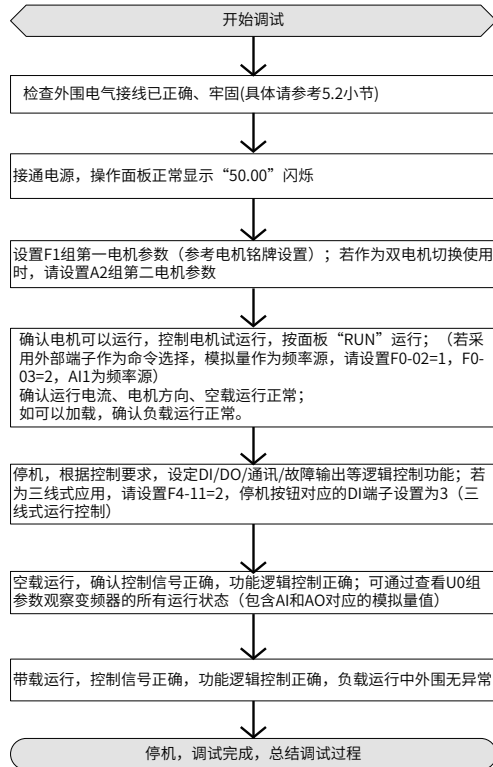 开始调试
检查外围电气接线已正确、牢固(具体请参考5.2小节)
接通电源，操作面板正常显示“50.00”闪烁
设置F1组第一电机参数（参考电机铭牌设置）；若作为双电机切换使用
时，请设置A2组第二电机参数
确认电机可以运行，控制电机试运行，按面板“RUN”运行；（若采
用外部端子作为命令选择，模拟量作为频率源，请设置F0-02=1，F0-
03=2，AI1为频率源）
确认运行电流、电机方向、空载运行正常；
如可以加载，确认负载运行正常。
停机，根据控制要求，设定DI/DO/通讯/故障输出等逻辑控制功能；若
为三线式应用，请设置F4-11=2，停机按钮对应的DI端子设置为3（三
线式运行控制）
空载运行，确认控制信号正确，功能逻辑控制正确；可通过查看U0组
参数观察变频器的所有运行状态（包含AI和AO对应的模拟量值）
带载运行，控制信号正确，功能逻辑控制正确，负载运行中外围无异常
停机，调试完成，总结调试过程